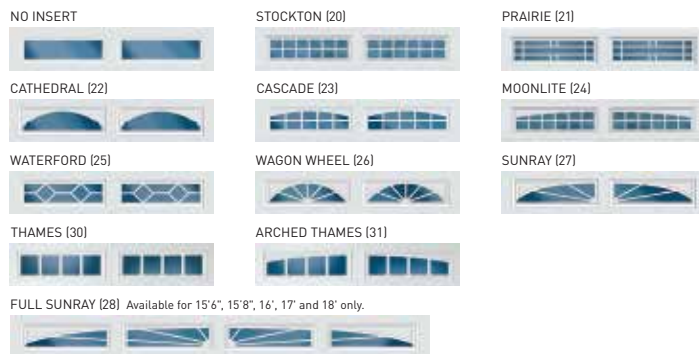 NO INSERT
STOCKTON (20)
PRAIRIE (21)
CATHEDRAL (22)
CASCADE (23)
MOONLITE (24)
WATERFORD (25)
WAGON WHEEL (26)
SUNRAY (27)
THAMES (30)
ARCHED THAMES (31)
FULL SUNRAY (28) Available for 15'6", 15'8", 16', 17' and 18' only.